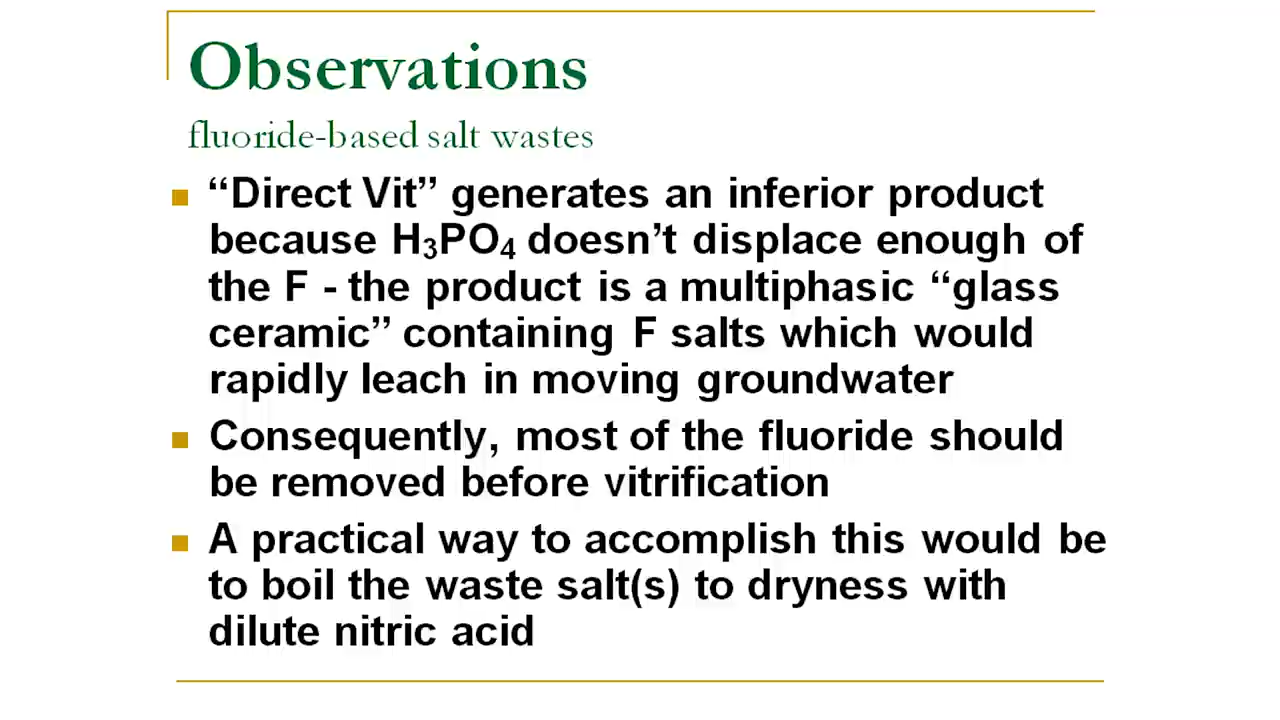 Observations
fluoride-based salt wastes
“Direct Vit” generates an inferior product
because H₃PO₄ doesn’t displace enough of
the F - the product is a multiphasic “glass
ceramic” containing F salts which would
rapidly leach in moving groundwater
Consequently, most of the fluoride should
be removed before vitrification
A practical way to accomplish this would be
to boil the waste salt(s) to dryness with
dilute nitric acid